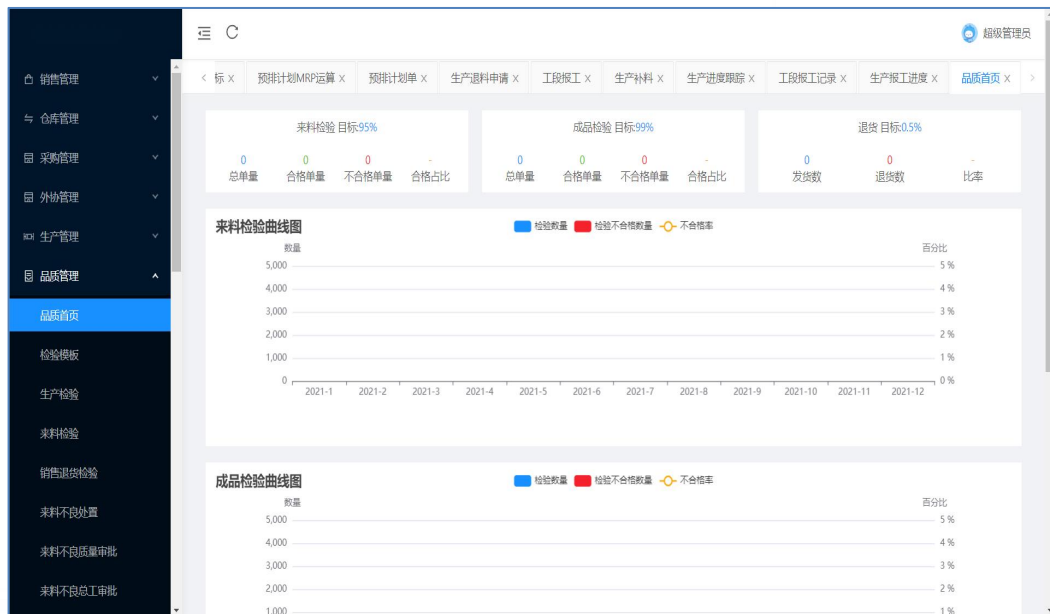 超级管理员
标 X 预排计划MRP运算 X 预排计划单 X 生产退料申请 X 工段报工 X 生产补料 X 生产进度跟踪 X 工段报工记录 X 生产报工进度 X 品质首页 X
销售管理
仓库管理
采购管理
外协管理
生产管理
品质管理
品质首页
检验模板
生产检验
来料检验
销售退货检验
来料不良处置
来料不良质量审批
来料不良总工审批
来料检验 目标:95%
0 0 0 -
总单量 合格单量 不合格单量 合格占比
成品检验 目标:99%
0 0 0 -
总单量 合格单量 不合格单量 合格占比
退货 目标:0.5%
0 0 -
发货数 退货数 比率
来料检验曲线图
检验数量 检验不合格数量 不合格率
数量 百分比
5,000 5 %
4,000 4 %
3,000 3 %
2,000 2 %
1,000 1 %
0 0 %
2021-1 2021-2 2021-3 2021-4 2021-5 2021-6 2021-7 2021-8 2021-9 2021-10 2021-11 2021-12
成品检验曲线图
检验数量 检验不合格数量 不合格率
数量 百分比
5,000 5 %
4,000 4 %
3,000 3 %
2,000 2 %
1,000 1 %